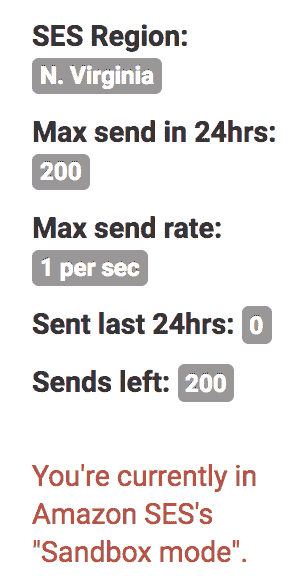 SES Region:
N. Virginia
Max send in 24hrs:
200
Max send rate:
1 per sec
Sent last 24hrs: 0
Sends left: 200
You're currently in
Amazon SES's
"Sandbox mode".